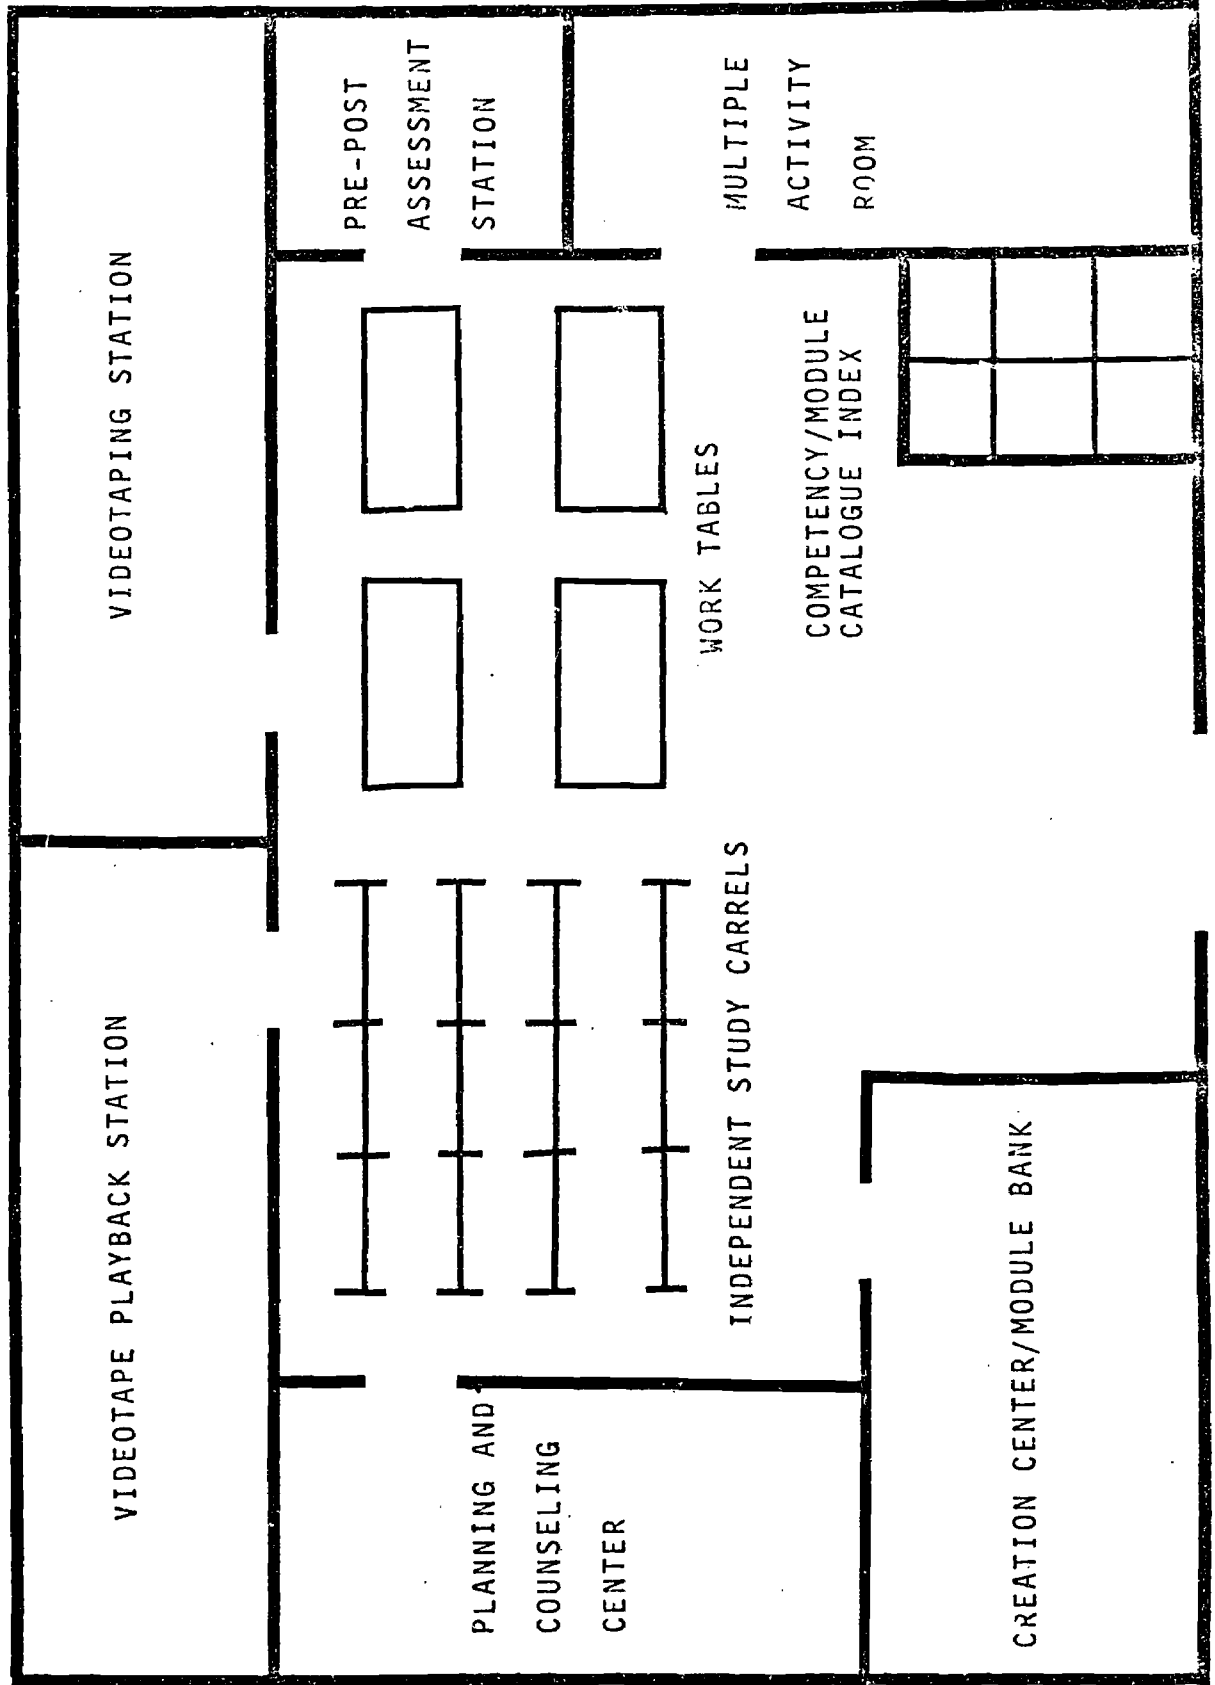 VIDEOTAPE PLAYBACK STATION
VIDEOTAPING STATION
PRE-POST
ASSESSMENT
STATION
PLANNING AND
COUNSELING
CENTER
WORK TABLES
INDEPENDENT STUDY CARRELS
MULTIPLE
ACTIVITY
ROOM
COMPETENCY/MODULE
CATALOGUE INDEX
CREATION CENTER/MODULE BANK